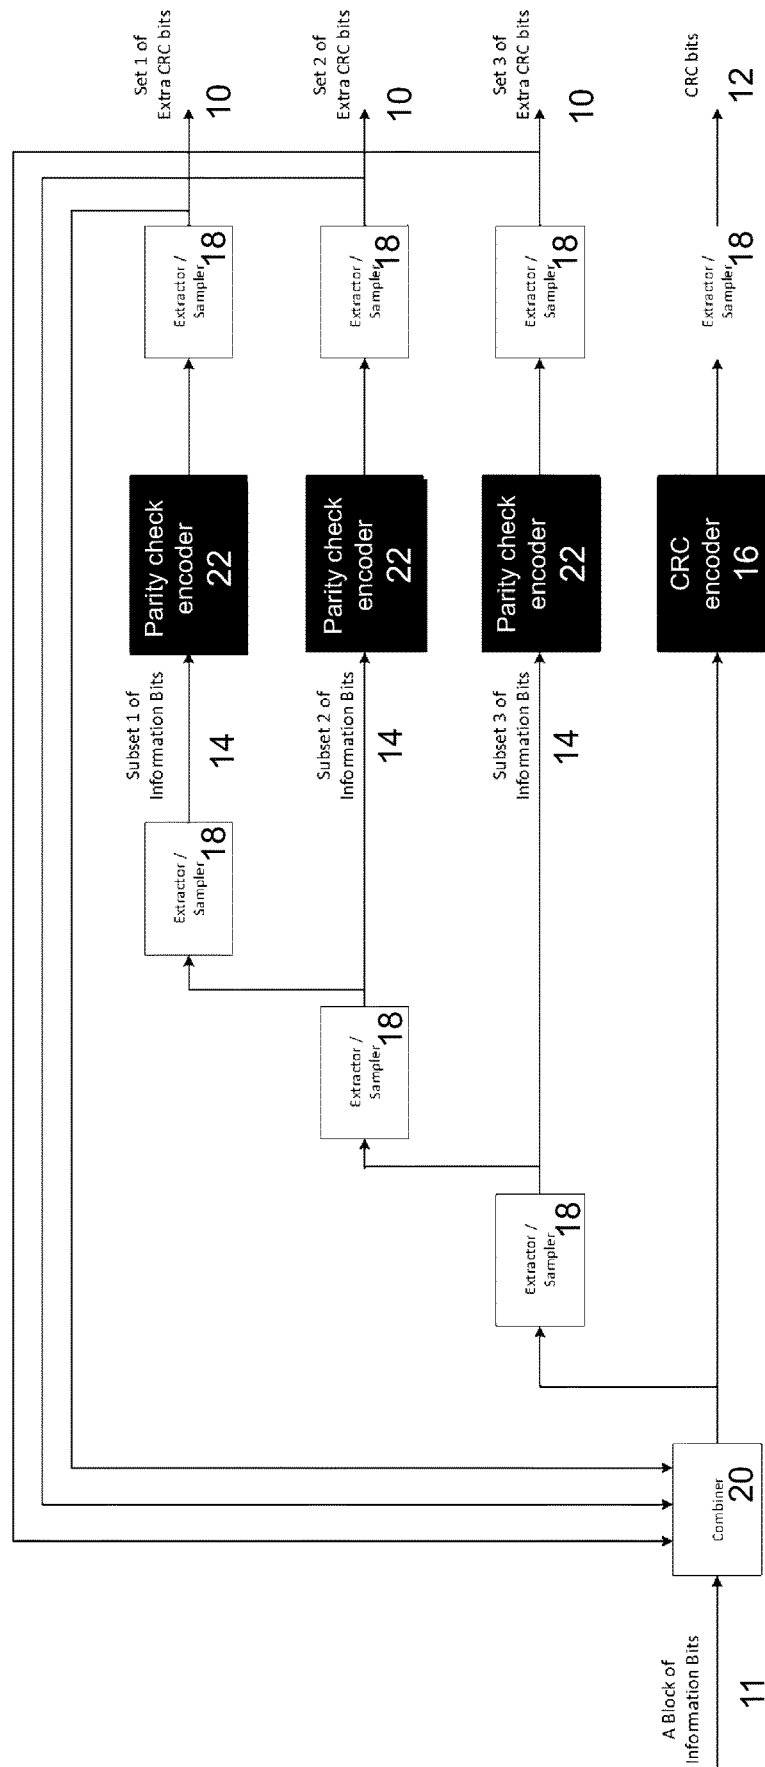 Set 1 of
Extra CRC bits
10
Set 2 of
Extra CRC bits
10
Set 3 of
Extra CRC bits
10
CRC bits
12
Extractor /
Sampler
18
Extractor /
Sampler
18
Extractor /
Sampler
18
Extractor /
Sampler
18
Parity check
encoder
22
Parity check
encoder
22
Parity check
encoder
22
CRC
encoder
16
Subset 1 of
Information Bits
14
Subset 2 of
Information Bits
14
Subset 3 of
Information Bits
14
Extractor /
Sampler
18
Extractor /
Sampler
18
Extractor /
Sampler
18
Combiner
20
A Block of
Information Bits
11